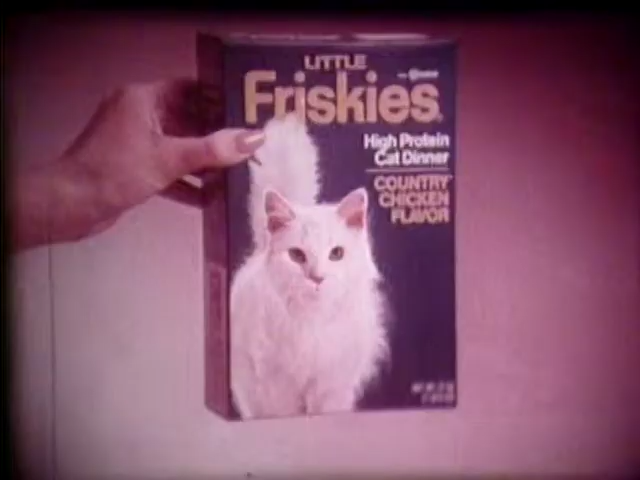 LITTLE
Friskies®
High Protein
Cat Dinner
COUNTRY
CHICKEN
FLAVOR